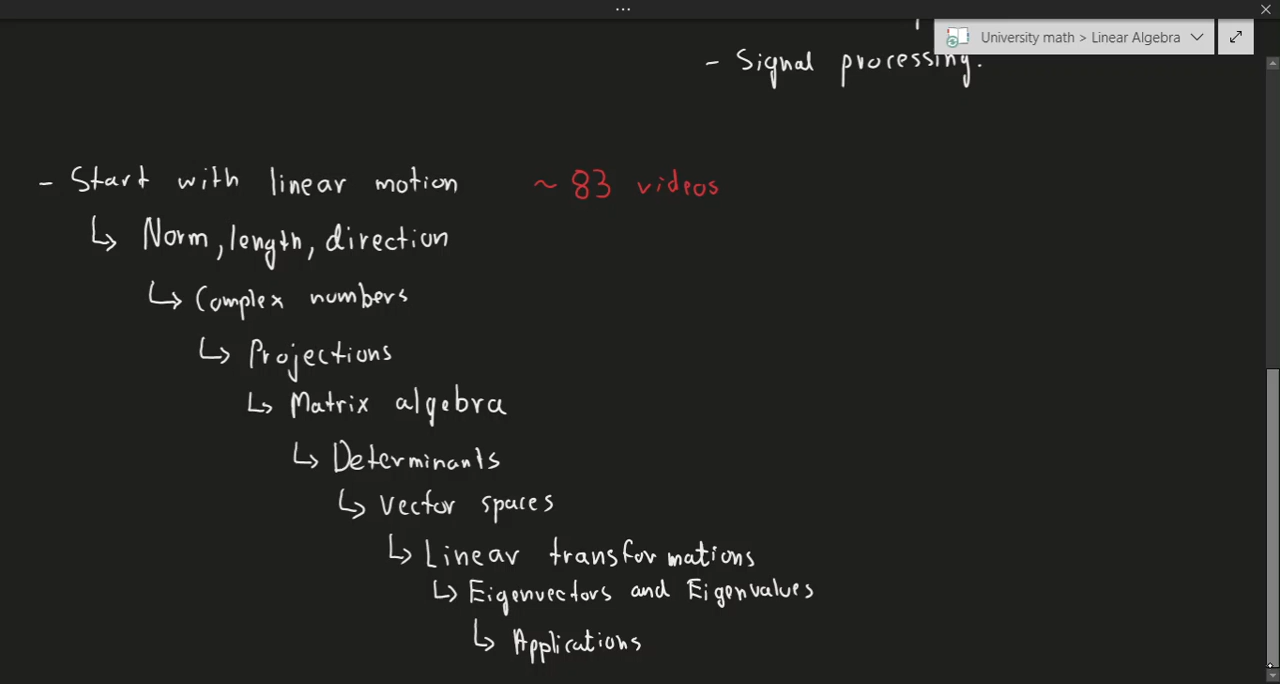 ...
University math > Linear Algebra
- Signal processing.
- Start with linear motion ~ 83 videos
↳ Norm, length, direction
↳ Complex numbers
↳ Projections
↳ Matrix algebra
↳ Determinants
↳ Vector spaces
↳ Linear transformations
↳ Eigenvectors and Eigenvalues
↳ Applications